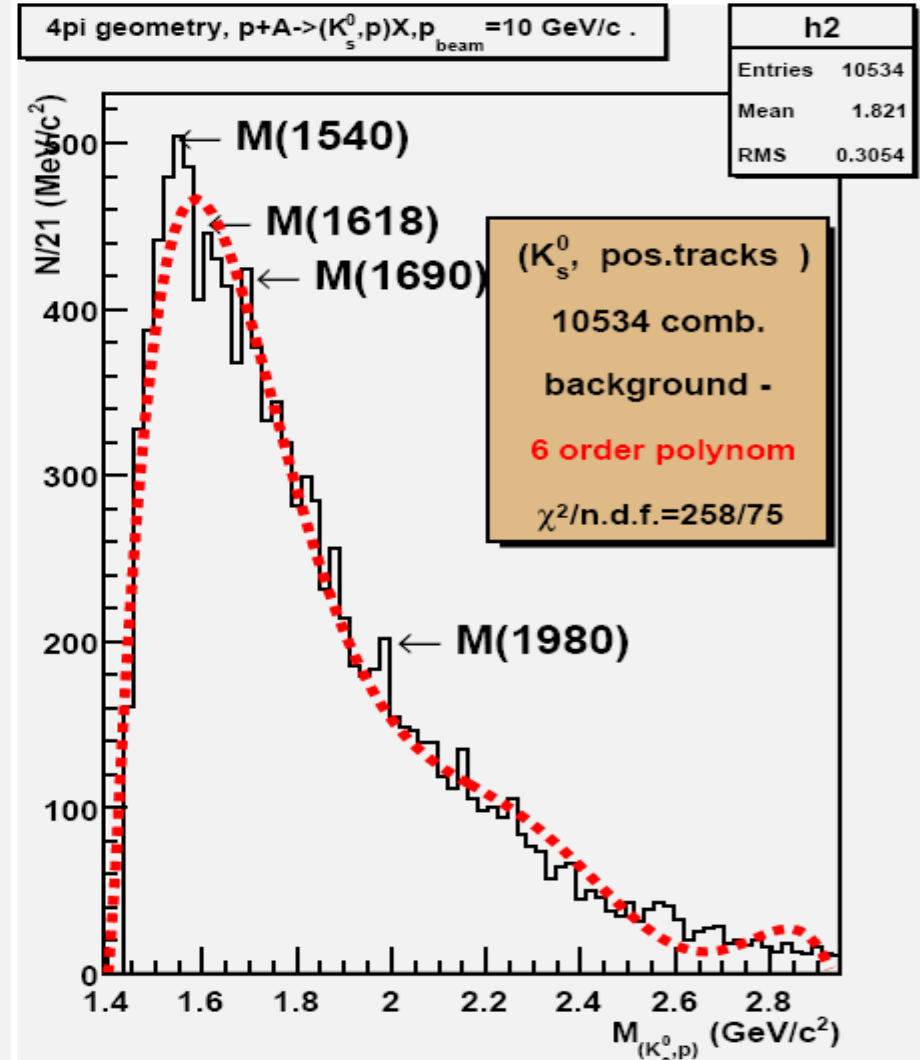 4pi geometry, p+A->(K⁰ₛ,p)X,p_beam=10 GeV/c .
h2
Entries 10534
Mean 1.821
RMS 0.3054
N/21 (MeV/c²)
500
400
300
200
100
0
← M(1540)
← M(1618)
← M(1690)
← M(1980)
(K⁰ₛ, pos.tracks )
10534 comb.
background -
6 order polynom
χ²/n.d.f.=258/75
1.4 1.6 1.8 2 2.2 2.4 2.6 2.8
M(K⁰ₛ,p) (GeV/c²)